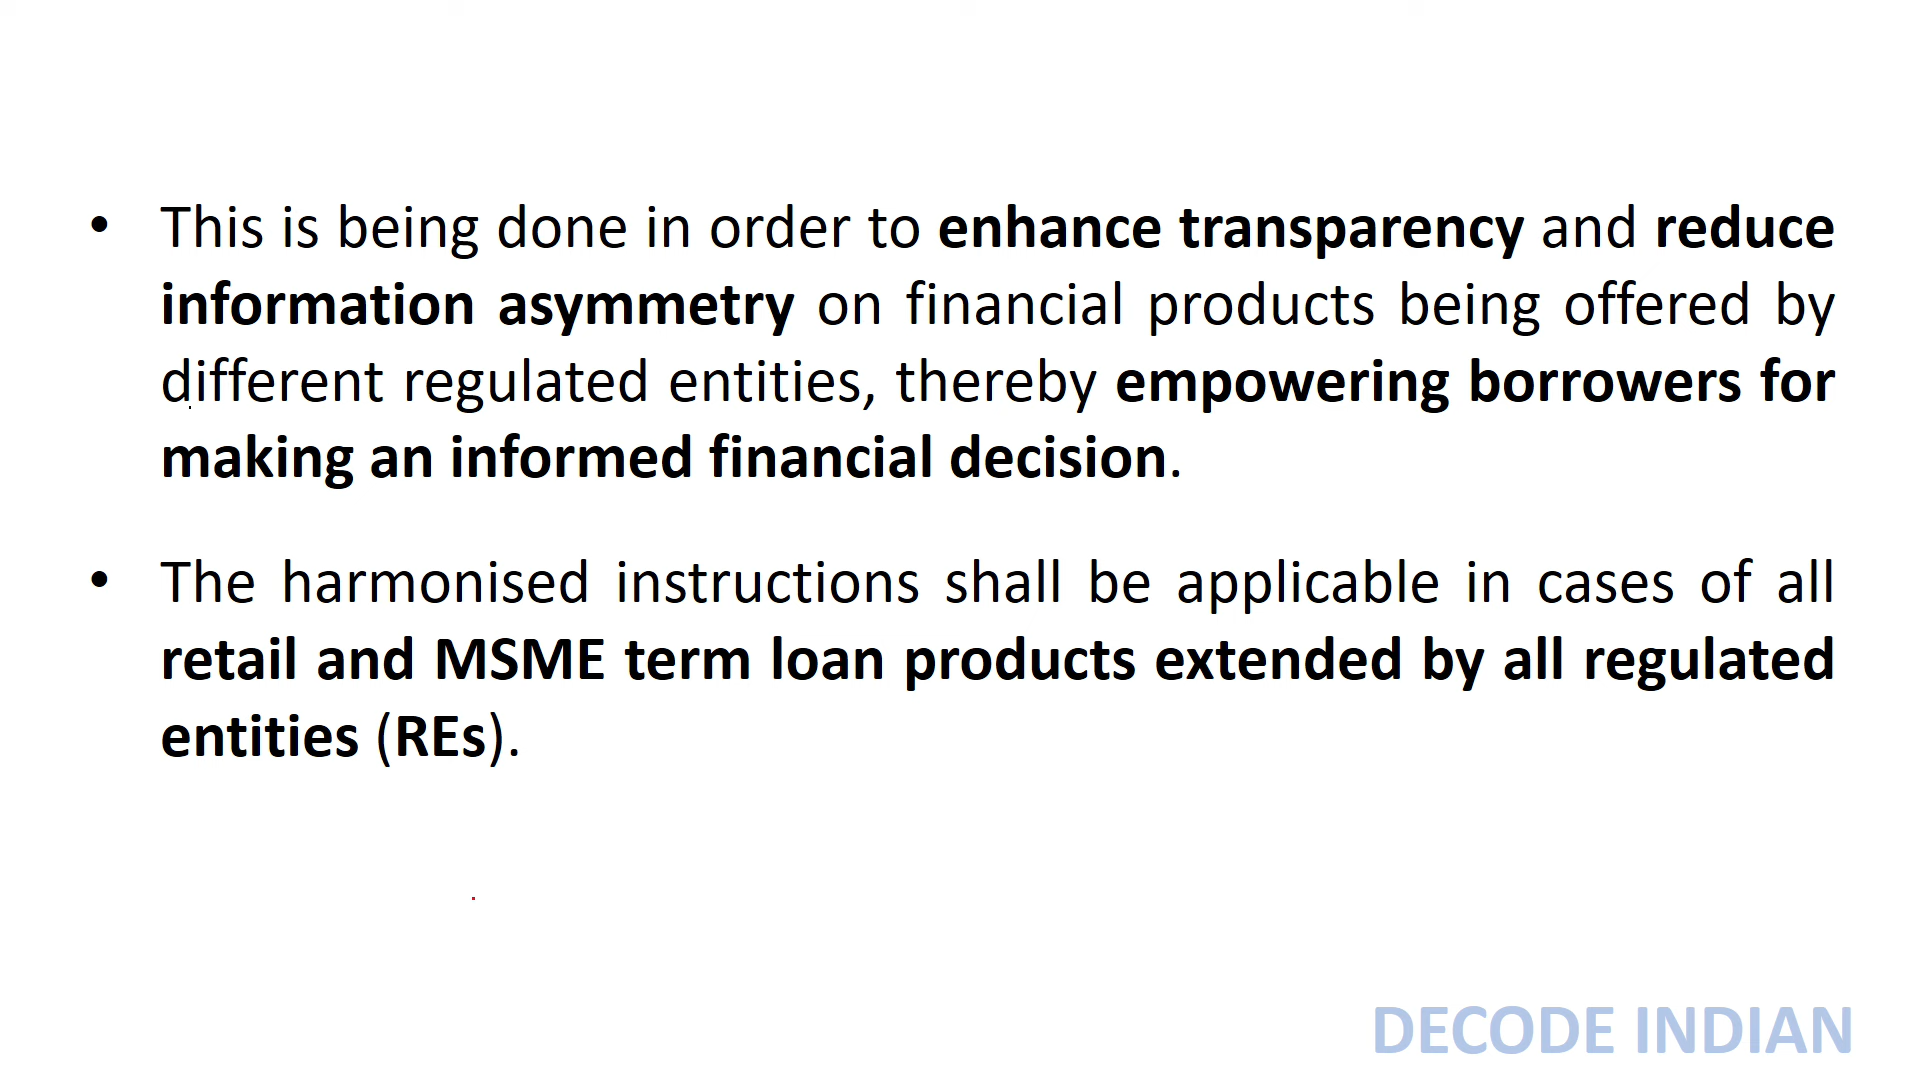 • This is being done in order to enhance transparency and reduce
information asymmetry on financial products being offered by
different regulated entities, thereby empowering borrowers for
making an informed financial decision.
• The harmonised instructions shall be applicable in cases of all
retail and MSME term loan products extended by all regulated
entities (REs).
DECODE INDIAN